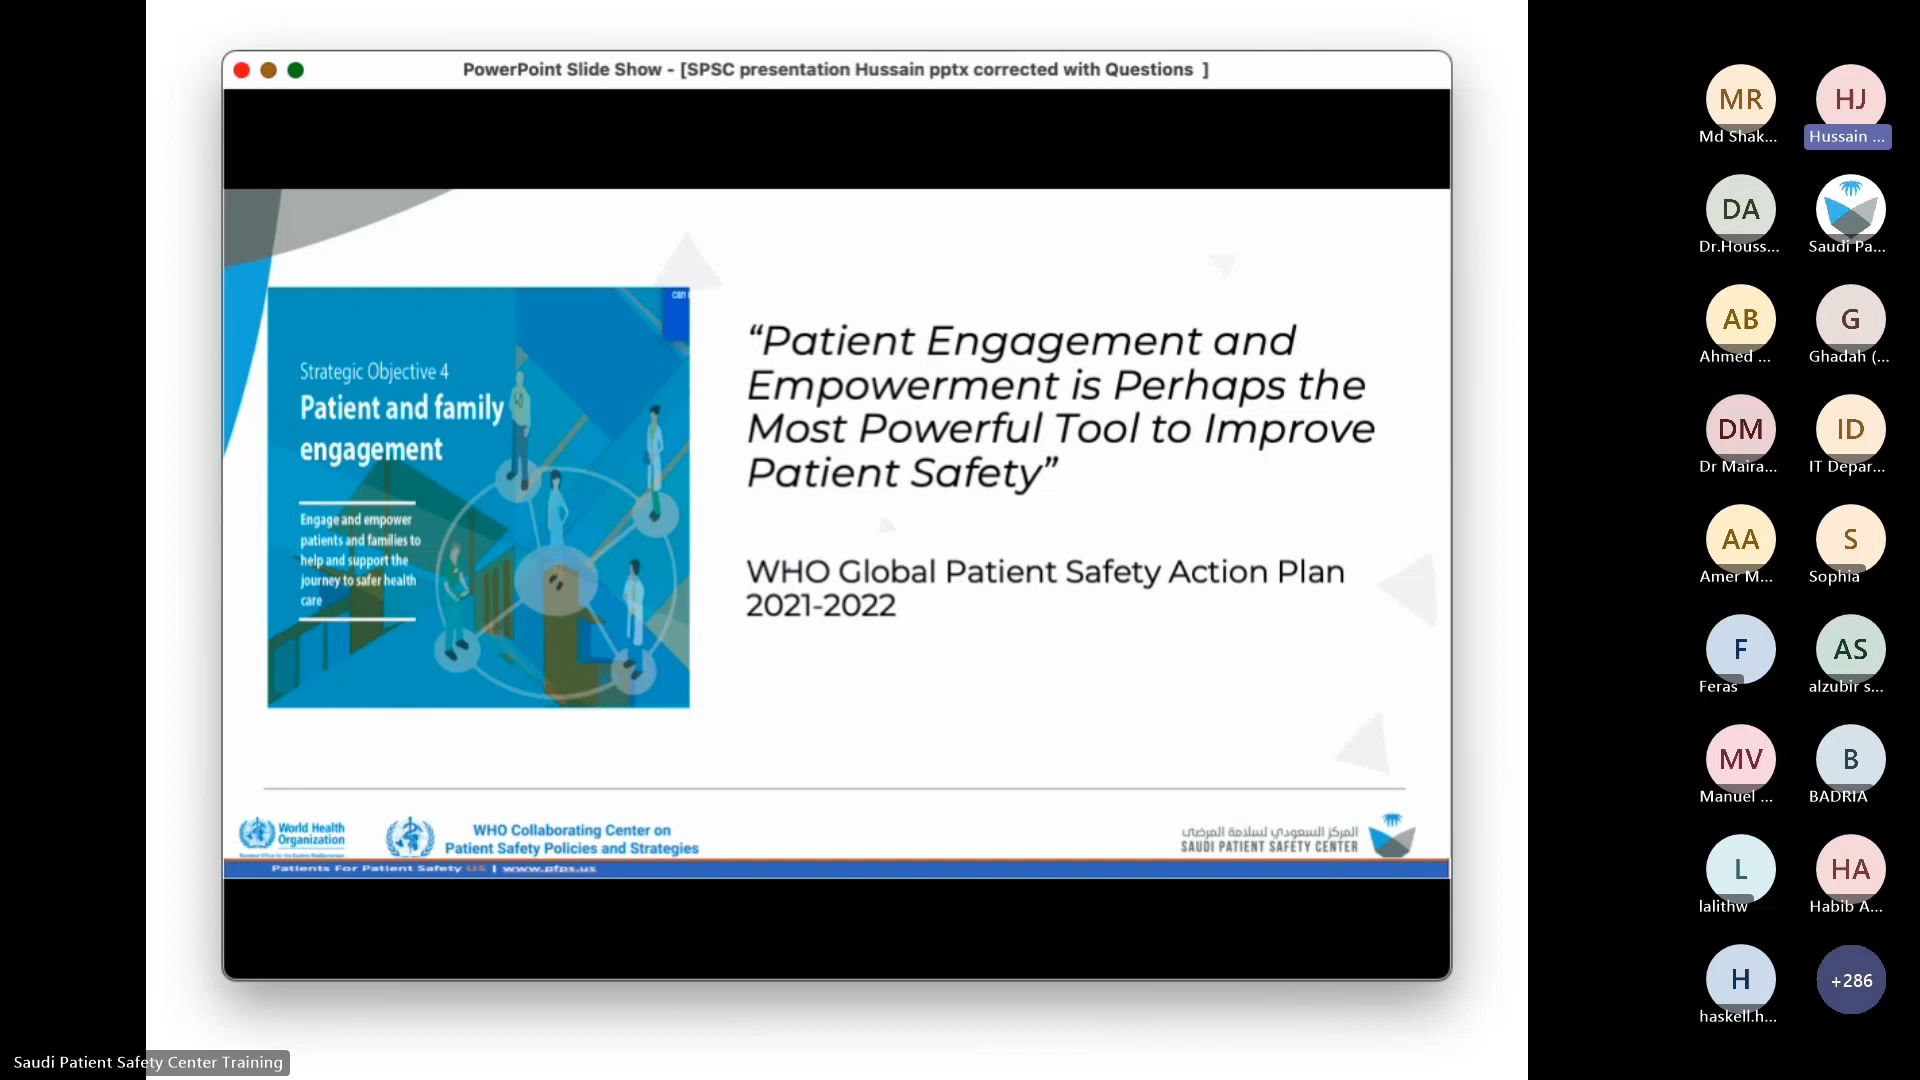 PowerPoint Slide Show - [SPSC presentation Hussain pptx corrected with Questions ]
can
Strategic Objective 4
Patient and family
engagement
Engage and empower
patients and families to
help and support the
journey to safer health
care
“Patient Engagement and
Empowerment is Perhaps the
Most Powerful Tool to Improve
Patient Safety”
WHO Global Patient Safety Action Plan
2021-2022
World Health
Organization
WHO Collaborating Center on
Patient Safety Policies and Strategies
المركز السعودي لسلامة المرضى
SAUDI PATIENT SAFETY CENTER
Patients For Patient Safety US | www.pfps.us
MR
Md Shak...
HJ
Hussain ...
DA
Dr.Houss...
Saudi Pa...
AB
Ahmed ...
G
Ghadah (...
DM
Dr Maira...
ID
IT Depar...
AA
Amer M...
S
Sophia
F
Feras
AS
alzubir s...
MV
Manuel ...
B
BADRIA
L
lalithw
HA
Habib A...
H
haskell.h...
+286
Saudi Patient Safety Center Training